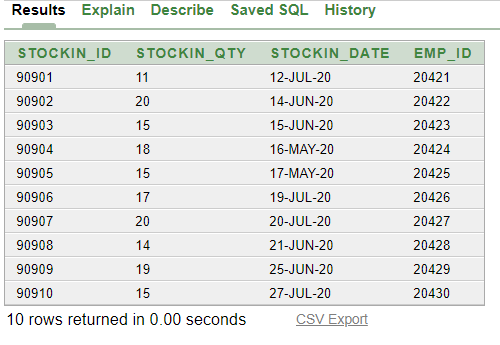 Results Explain Describe Saved SQL History
STOCKIN_ID STOCKIN_QTY STOCKIN_DATE EMP_ID
90901 11 12-JUL-20 20421
90902 20 14-JUN-20 20422
90903 15 15-JUN-20 20423
90904 18 16-MAY-20 20424
90905 15 17-MAY-20 20425
90906 17 19-JUL-20 20426
90907 20 20-JUL-20 20427
90908 14 21-JUN-20 20428
90909 19 25-JUN-20 20429
90910 15 27-JUL-20 20430
10 rows returned in 0.00 seconds CSV Export